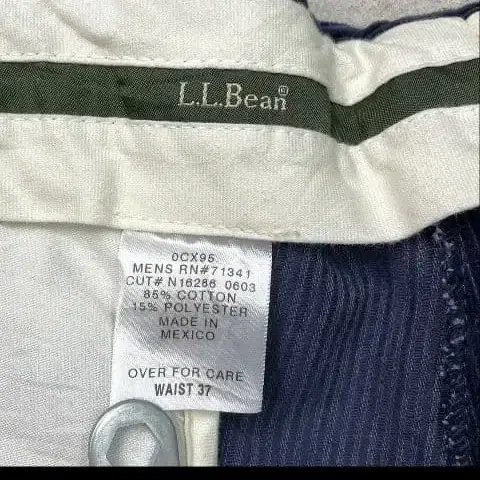 L.L.Bean®
0CX95
MENS RN#71341
CUT# N16286 0603
85% COTTON
15% POLYESTER
MADE IN
MEXICO
OVER FOR CARE
WAIST 37